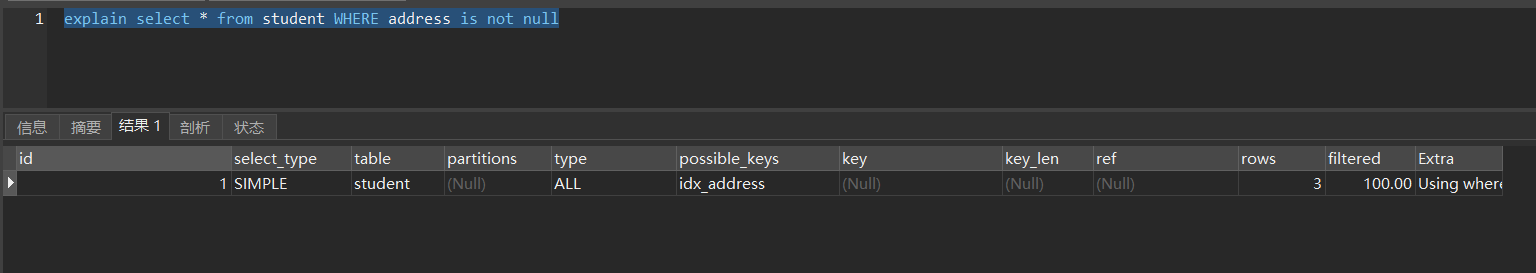 1 explain select * from student WHERE address is not null
信息 摘要 结果 1 剖析 状态
id select_type table partitions type possible_keys key key_len ref rows filtered Extra
1 SIMPLE student (Null) ALL idx_address (Null) (Null) (Null) 3 100.00 Using where